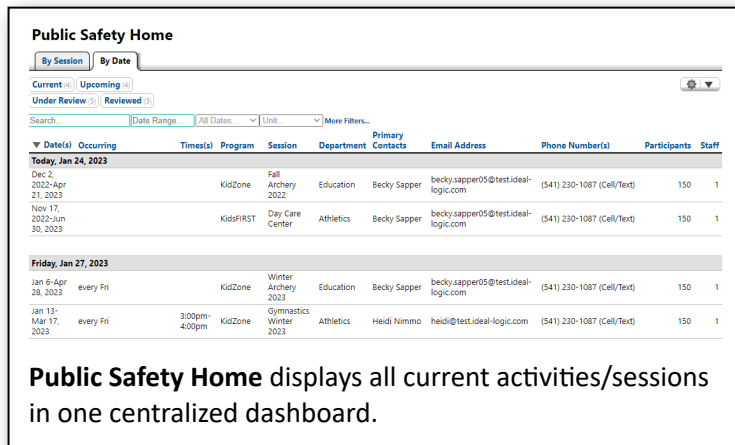 Public Safety Home
By Session By Date
Current (4) Upcoming (4)
Under Review (5) Reviewed (3)
Search... Date Range... All Dates... Unit... More Filters...
▼ Date(s) Occurring Times(s) Program Session Department Primary Contacts Email Address Phone Number(s) Participants Staff
Today, Jan 24, 2023
Dec 2, 2022-Apr 21, 2023 KidZone Fall Archery 2022 Education Becky Sapper becky.sapper05@test.ideal-logic.com (541) 230-1087 (Cell/Text) 150 1
Nov 17, 2022-Jun 30, 2023 KidsFIRST Day Care Center Athletics Becky Sapper becky.sapper05@test.ideal-logic.com (541) 230-1087 (Cell/Text) 150 1
Friday, Jan 27, 2023
Jan 6-Apr 28, 2023 every Fri KidZone Winter Archery 2023 Education Becky Sapper becky.sapper05@test.ideal-logic.com (541) 230-1087 (Cell/Text) 150 1
Jan 13-Mar 17, 2023 every Fri 3:00pm-4:00pm KidZone Gymnastics Winter 2023 Athletics Heidi Nimmo heidi@test.ideal-logic.com (541) 230-1087 (Cell/Text) 150 1
Public Safety Home displays all current activities/sessions
in one centralized dashboard.